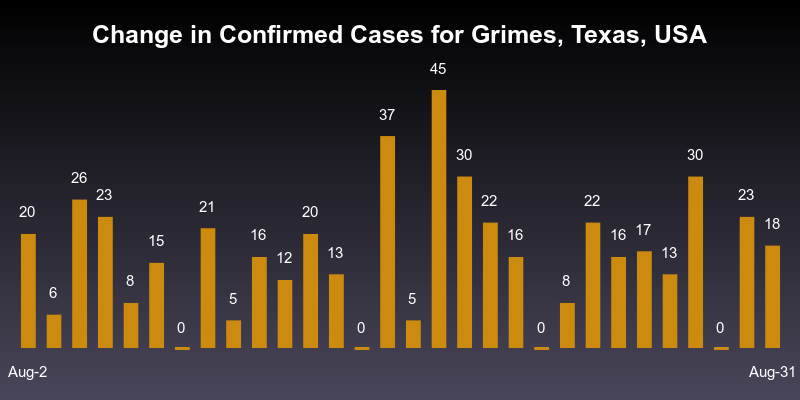 Change in Confirmed Cases for Grimes, Texas, USA
20 6 26 23 8 15 0 21 5 16 12 20 13 0 37 5 45 30 22 16 0 8 22 16 17 13 30 0 23 18
Aug-2 Aug-31